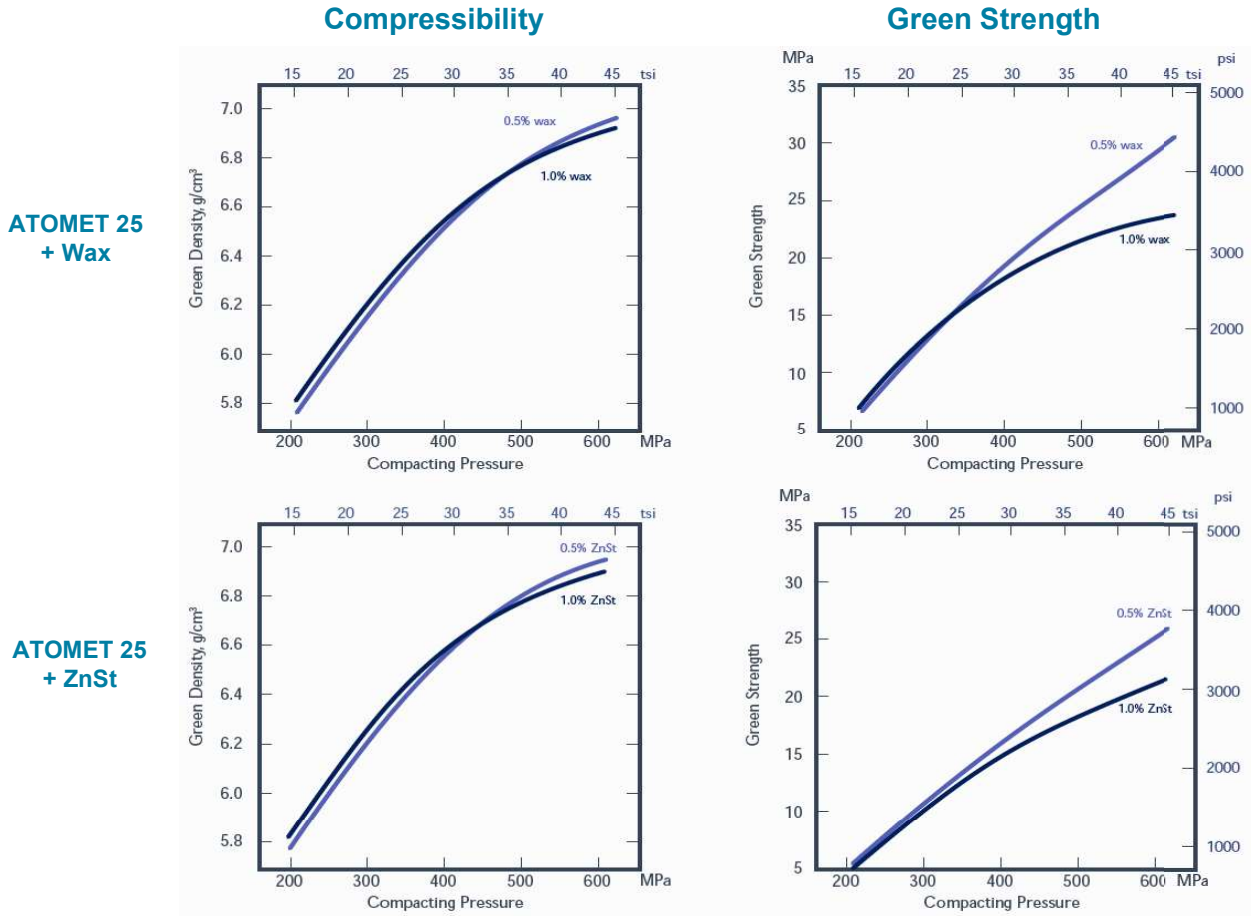 Compressibility
Green Strength
ATOMET 25
+ Wax
15 20 25 30 35 40 45 tsi
7.0
6.8
6.6
6.4
6.2
6.0
5.8
Green Density, g/cm³
0.5% wax
1.0% wax
200 300 400 500 600 MPa
Compacting Pressure
MPa
psi
15 20 25 30 35 40 45 tsi
35
30
25
20
15
10
5
Green Strength
0.5% wax
1.0% wax
5000
4000
3000
2000
1000
200 300 400 500 600 MPa
Compacting Pressure
ATOMET 25
+ ZnSt
15 20 25 30 35 40 45 tsi
7.0
6.8
6.6
6.4
6.2
6.0
5.8
Green Density, g/cm³
0.5% ZnSt
1.0% ZnSt
200 300 400 500 600 MPa
Compacting Pressure
MPa
psi
15 20 25 30 35 40 45 tsi
35
30
25
20
15
10
5
Green Strength
0.5% ZnSt
1.0% ZnSt
5000
4000
3000
2000
1000
200 300 400 500 600 MPa
Compacting Pressure